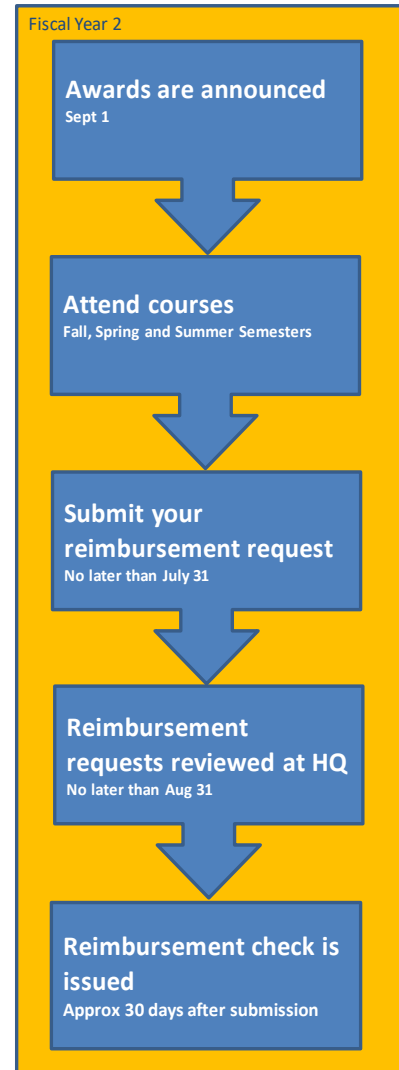 Fiscal Year 2
Awards are announced
Sept 1
Attend courses
Fall, Spring and Summer Semesters
Submit your
reimbursement request
No later than July 31
Reimbursement
requests reviewed at HQ
No later than Aug 31
Reimbursement check is
issued
Approx 30 days after submission